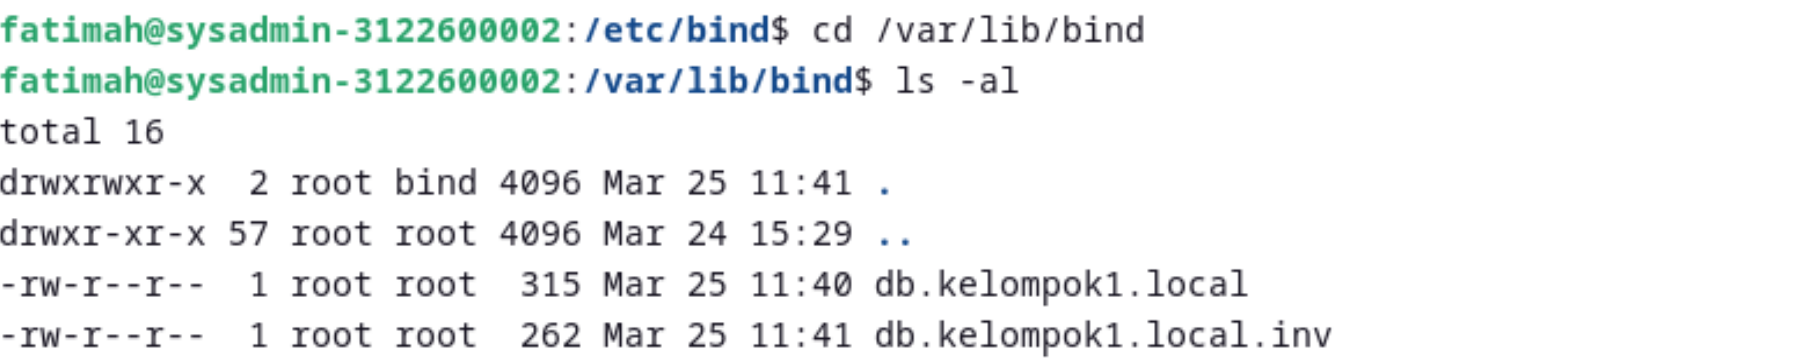 fatimah@sysadmin-3122600002:/etc/bind$ cd /var/lib/bind
fatimah@sysadmin-3122600002:/var/lib/bind$ ls -al
total 16
drwxrwxr-x  2 root bind 4096 Mar 25 11:41 .
drwxr-xr-x 57 root root 4096 Mar 24 15:29 ..
-rw-r--r--  1 root root  315 Mar 25 11:40 db.kelompok1.local
-rw-r--r--  1 root root  262 Mar 25 11:41 db.kelompok1.local.inv